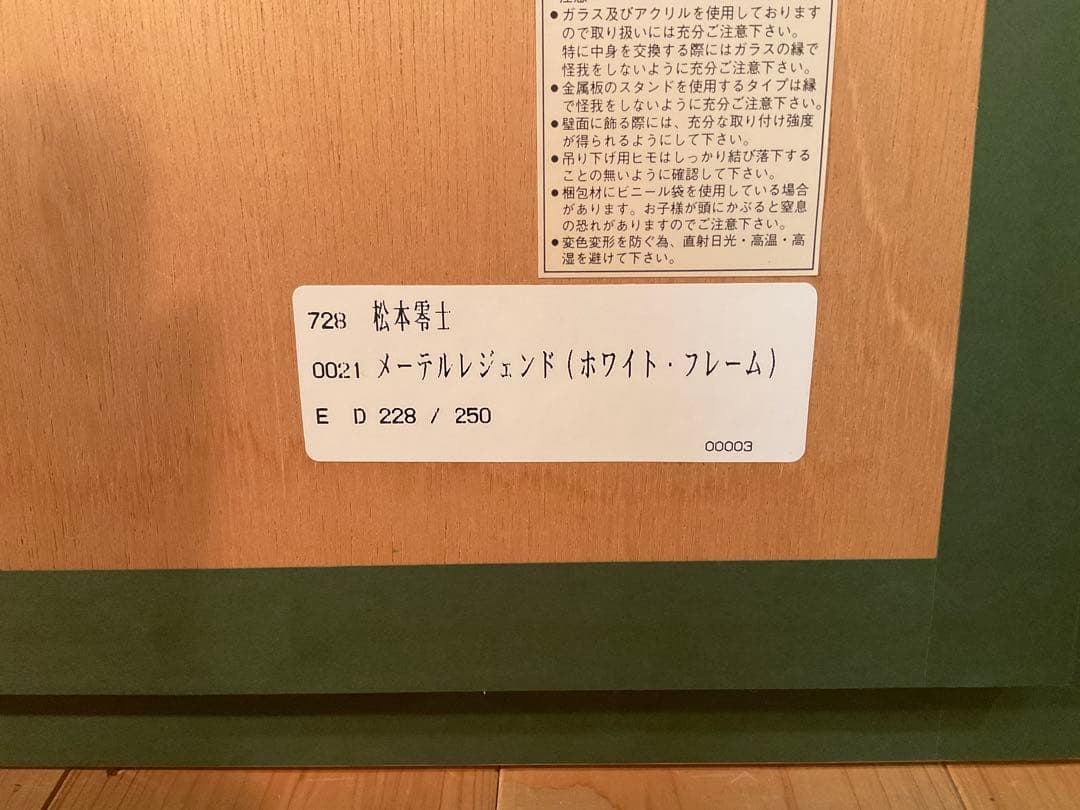 ●ガラス及びアクリルを使用しております
ので取り扱いには充分ご注意下さい。
特に中身を交換する際にはガラスの縁で
怪我をしないように充分ご注意下さい。
●金属板のスタンドを使用するタイプは縁
で怪我をしないように充分ご注意下さい。
●壁面に飾る際には、充分な取り付け強度
が得られるようにして下さい。
●吊り下げ用ヒモはしっかり結び落下する
ことの無いように確認して下さい。
●梱包材にビニール袋を使用している場合
があります。お子様が頭にかぶると窒息
の恐れがありますのでご注意下さい。
●変色変形を防ぐ為、直射日光・高温・高
湿を避けて下さい。
728 松本零士
0021 メーテルレジェンド(ホワイト・フレーム)
E D 228 / 250
00003